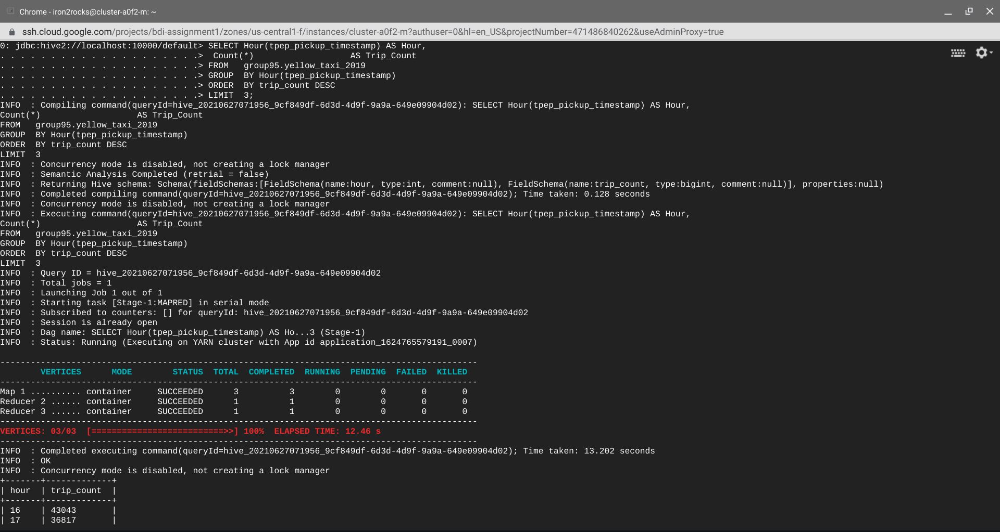 Chrome - iron2rocks@cluster-a0f2-m: ~
ssh.cloud.google.com/projects/bdi-assignment1/zones/us-central1-f/instances/cluster-a0f2-m?authuser=0&hl=en_US&projectNumber=471486840262&useAdminProxy=true
0: jdbc:hive2://localhost:10000/default> SELECT Hour(tpep_pickup_timestamp) AS Hour,
. . . . . . . . . . . . . . . . . . . .>  Count(*)                   AS Trip_Count
. . . . . . . . . . . . . . . . . . . .> FROM   group95.yellow_taxi_2019
. . . . . . . . . . . . . . . . . . . .> GROUP  BY Hour(tpep_pickup_timestamp)
. . . . . . . . . . . . . . . . . . . .> ORDER  BY trip_count DESC
. . . . . . . . . . . . . . . . . . . .> LIMIT  3;
INFO  : Compiling command(queryId=hive_20210627071956_9cf849df-6d3d-4d9f-9a9a-649e09904d02): SELECT Hour(tpep_pickup_timestamp) AS Hour,
Count(*)                   AS Trip_Count
FROM   group95.yellow_taxi_2019
GROUP  BY Hour(tpep_pickup_timestamp)
ORDER  BY trip_count DESC
LIMIT  3
INFO  : Concurrency mode is disabled, not creating a lock manager
INFO  : Semantic Analysis Completed (retrial = false)
INFO  : Returning Hive schema: Schema(fieldSchemas:[FieldSchema(name:hour, type:int, comment:null), FieldSchema(name:trip_count, type:bigint, comment:null)], properties:null)
INFO  : Completed compiling command(queryId=hive_20210627071956_9cf849df-6d3d-4d9f-9a9a-649e09904d02); Time taken: 0.128 seconds
INFO  : Concurrency mode is disabled, not creating a lock manager
INFO  : Executing command(queryId=hive_20210627071956_9cf849df-6d3d-4d9f-9a9a-649e09904d02): SELECT Hour(tpep_pickup_timestamp) AS Hour,
Count(*)                   AS Trip_Count
FROM   group95.yellow_taxi_2019
GROUP  BY Hour(tpep_pickup_timestamp)
ORDER  BY trip_count DESC
LIMIT  3
INFO  : Query ID = hive_20210627071956_9cf849df-6d3d-4d9f-9a9a-649e09904d02
INFO  : Total jobs = 1
INFO  : Launching Job 1 out of 1
INFO  : Starting task [Stage-1:MAPRED] in serial mode
INFO  : Subscribed to counters: [] for queryId: hive_20210627071956_9cf849df-6d3d-4d9f-9a9a-649e09904d02
INFO  : Session is already open
INFO  : Dag name: SELECT Hour(tpep_pickup_timestamp) AS Ho...3 (Stage-1)
INFO  : Status: Running (Executing on YARN cluster with App id application_1624765579191_0007)
----------------------------------------------------------------------------------------------
        VERTICES      MODE        STATUS  TOTAL  COMPLETED  RUNNING  PENDING  FAILED  KILLED
----------------------------------------------------------------------------------------------
Map 1 .......... container     SUCCEEDED      3          3        0        0       0       0
Reducer 2 ...... container     SUCCEEDED      1          1        0        0       0       0
Reducer 3 ...... container     SUCCEEDED      1          1        0        0       0       0
----------------------------------------------------------------------------------------------
VERTICES: 03/03  [==========================>>] 100%  ELAPSED TIME: 12.46 s
----------------------------------------------------------------------------------------------
INFO  : Completed executing command(queryId=hive_20210627071956_9cf849df-6d3d-4d9f-9a9a-649e09904d02); Time taken: 13.202 seconds
INFO  : OK
INFO  : Concurrency mode is disabled, not creating a lock manager
+-------+-------------+
| hour  | trip_count  |
+-------+-------------+
| 16    | 43043       |
| 17    | 36817       |